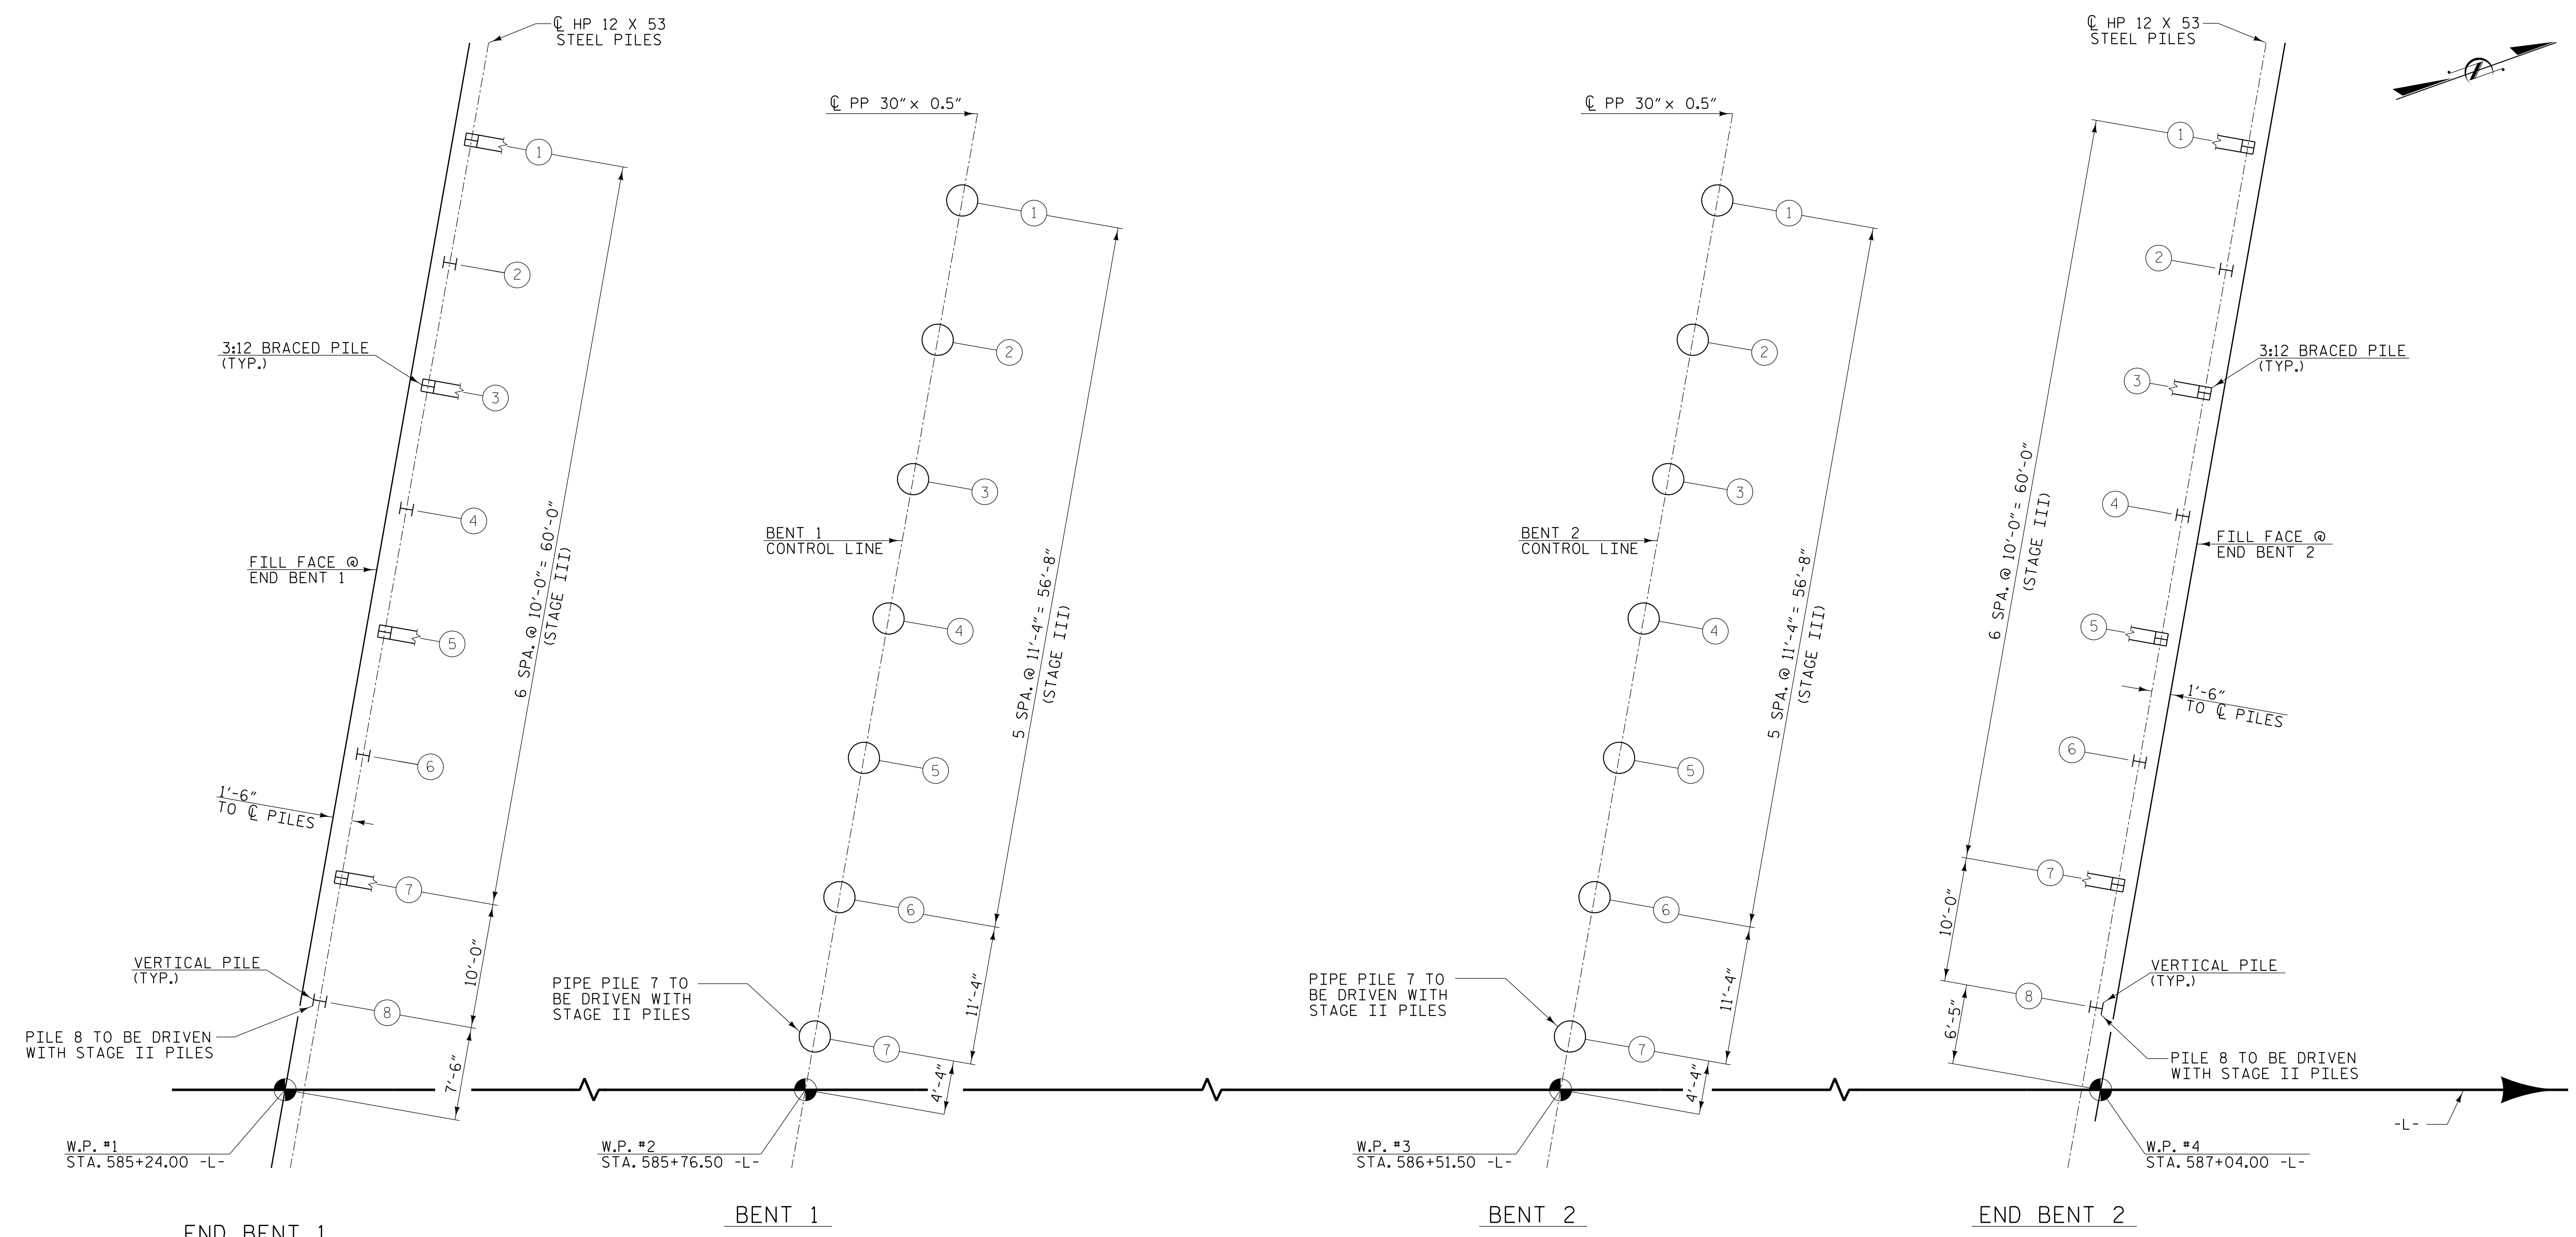 ℄ HP 12 X 53
STEEL PILES
1
2
3:12 BRACED PILE
(TYP.)
3
4
FILL FACE @
END BENT 1
6 SPA. @ 10'-0" = 60'-0"
(STAGE III)
5
6
1'-6"
TO ℄ PILES
7
VERTICAL PILE
(TYP.)
10'-0"
8
PILE 8 TO BE DRIVEN
WITH STAGE II PILES
7'-6"
W.P. #1
STA. 585+24.00 -L-
END BENT 1
℄ PP 30" x 0.5"
1
2
3
BENT 1
CONTROL LINE
4
5 SPA. @ 11'-4" = 56'-8"
(STAGE III)
5
6
PIPE PILE 7 TO
BE DRIVEN WITH
STAGE II PILES
11'-4"
7
4'-4"
W.P. #2
STA. 585+76.50 -L-
BENT 1
℄ PP 30" x 0.5"
1
2
3
BENT 2
CONTROL LINE
4
5 SPA. @ 11'-4" = 56'-8"
(STAGE III)
5
6
PIPE PILE 7 TO
BE DRIVEN WITH
STAGE II PILES
11'-4"
7
4'-4"
W.P. #3
STA. 586+51.50 -L-
BENT 2
℄ HP 12 X 53
STEEL PILES
1
2
3:12 BRACED PILE
(TYP.)
3
4
FILL FACE @
END BENT 2
6 SPA. @ 10'-0" = 60'-0"
(STAGE III)
5
1'-6"
TO ℄ PILES
6
7
10'-0"
VERTICAL PILE
(TYP.)
8
6'-5"
PILE 8 TO BE DRIVEN
WITH STAGE II PILES
-L-
W.P. #4
STA. 587+04.00 -L-
END BENT 2